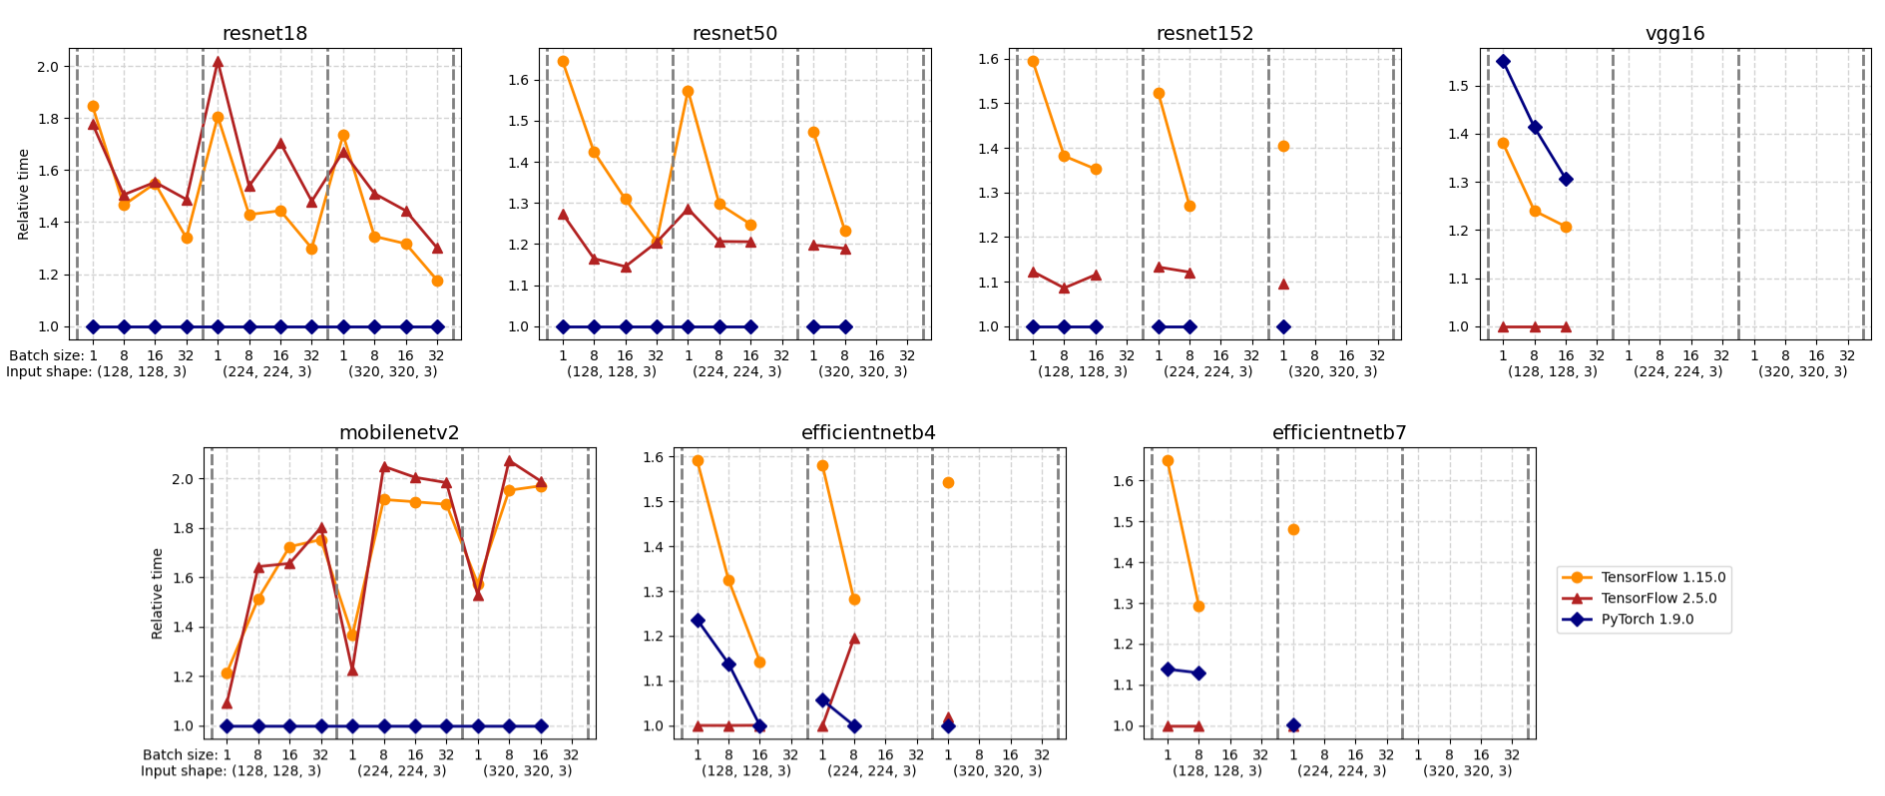 resnet18
resnet50
resnet152
vgg16
Relative time
2.0
1.8
1.6
1.4
1.2
1.0
Batch size: 1 8 16 32 1 8 16 32 1 8 16 32
Input shape: (128, 128, 3) (224, 224, 3) (320, 320, 3)
1.6
1.5
1.4
1.3
1.2
1.1
1.0
1 8 16 32 1 8 16 32 1 8 16 32
(128, 128, 3) (224, 224, 3) (320, 320, 3)
1.6
1.5
1.4
1.3
1.2
1.1
1.0
1 8 16 32 1 8 16 32 1 8 16 32
(128, 128, 3) (224, 224, 3) (320, 320, 3)
1.5
1.4
1.3
1.2
1.1
1.0
1 8 16 32 1 8 16 32 1 8 16 32
(128, 128, 3) (224, 224, 3) (320, 320, 3)
mobilenetv2
efficientnetb4
efficientnetb7
Relative time
2.0
1.8
1.6
1.4
1.2
1.0
Batch size: 1 8 16 32 1 8 16 32 1 8 16 32
Input shape: (128, 128, 3) (224, 224, 3) (320, 320, 3)
1.6
1.5
1.4
1.3
1.2
1.1
1.0
1 8 16 32 1 8 16 32 1 8 16 32
(128, 128, 3) (224, 224, 3) (320, 320, 3)
1.6
1.5
1.4
1.3
1.2
1.1
1.0
1 8 16 32 1 8 16 32 1 8 16 32
(128, 128, 3) (224, 224, 3) (320, 320, 3)
TensorFlow 1.15.0
TensorFlow 2.5.0
PyTorch 1.9.0